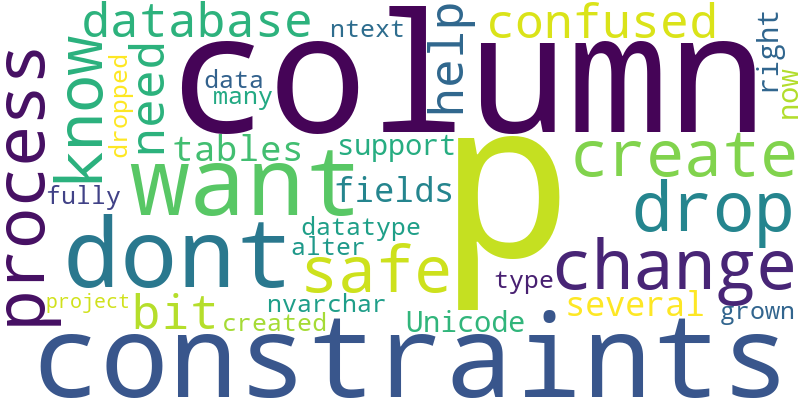 database
ntext
help
confused
right
now
column
process
know
dropped
need
data
many
p
tables
support
create
want
fully
fields
drop
dont
datatype
alter
safe
type
change
project
bit
nvarchar
created
Unicode
several
grown
constraints